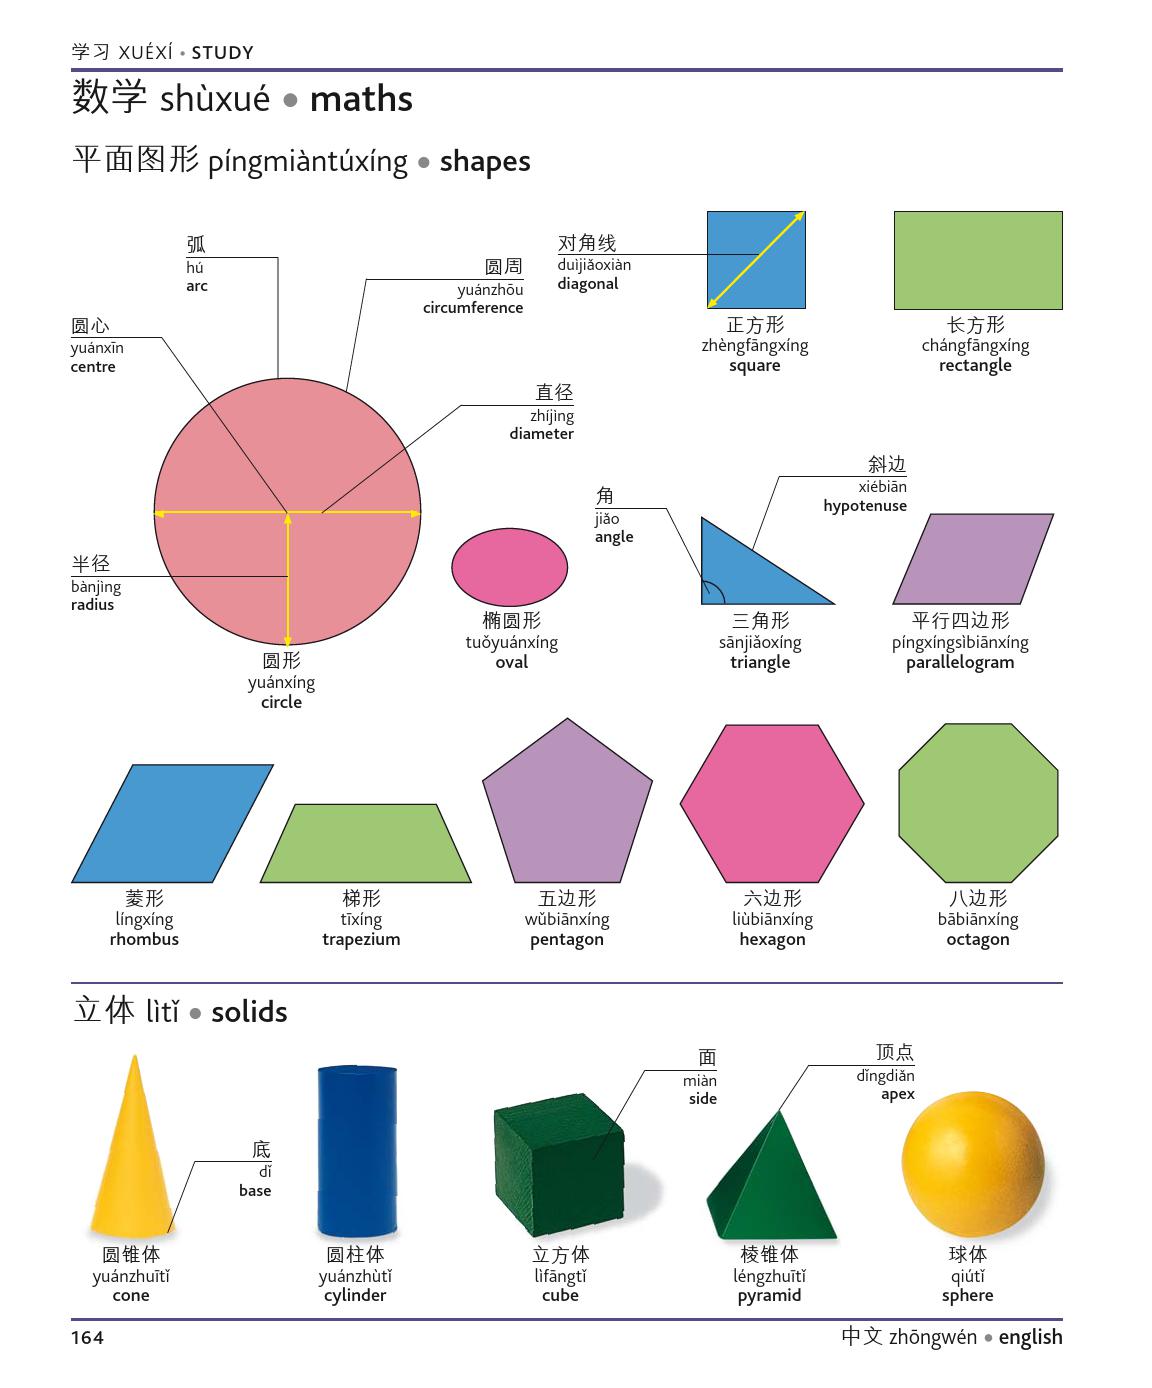 学习 XUÉXÍ • STUDY
数学 shùxué • maths
平面图形 píngmiàntúxíng • shapes
弧
hú
arc
圆周
yuánzhōu
circumference
圆心
yuánxīn
centre
直径
zhíjìng
diameter
半径
bànjìng
radius
圆形
yuánxíng
circle
对角线
duìjiǎoxiàn
diagonal
正方形
zhèngfāngxíng
square
长方形
chángfāngxíng
rectangle
椭圆形
tuǒyuánxíng
oval
角
jiǎo
angle
斜边
xiébiān
hypotenuse
三角形
sānjiǎoxíng
triangle
平行四边形
píngxíngsìbiānxíng
parallelogram
菱形
língxíng
rhombus
梯形
tīxíng
trapezium
五边形
wǔbiānxíng
pentagon
六边形
liùbiānxíng
hexagon
八边形
bābiānxíng
octagon
立体 lìtǐ • solids
底
dǐ
base
圆锥体
yuánzhuītǐ
cone
圆柱体
yuánzhùtǐ
cylinder
面
miàn
side
立方体
lìfāngtǐ
cube
顶点
dǐngdiǎn
apex
棱锥体
léngzhuītǐ
pyramid
球体
qiútǐ
sphere
164
中文 zhōngwén • english